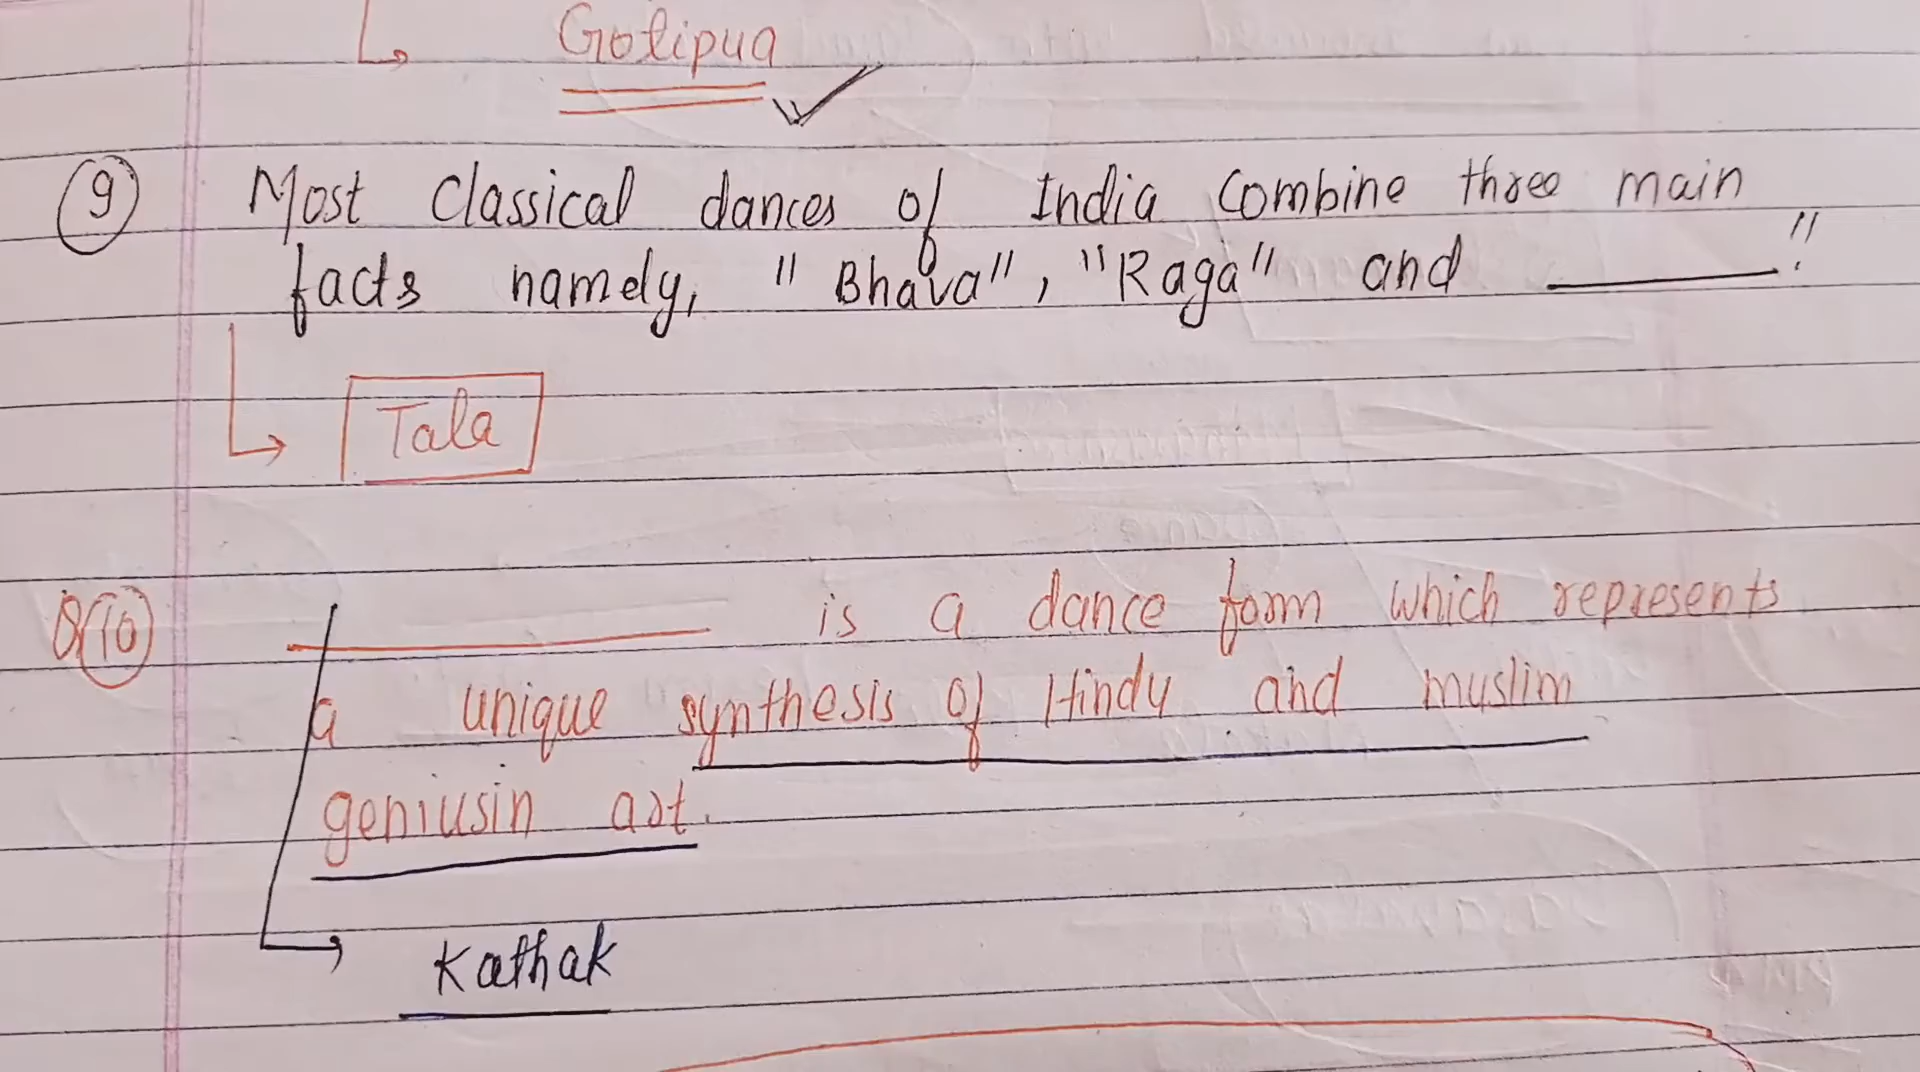 Gotipua
9 Most classical dances of India combine three main
facts namely, "Bhava", "Raga" and ______"
Tala
Q 10 ______ is a dance form which represents
a unique synthesis of Hindu and muslim
geniusin art.
Kathak